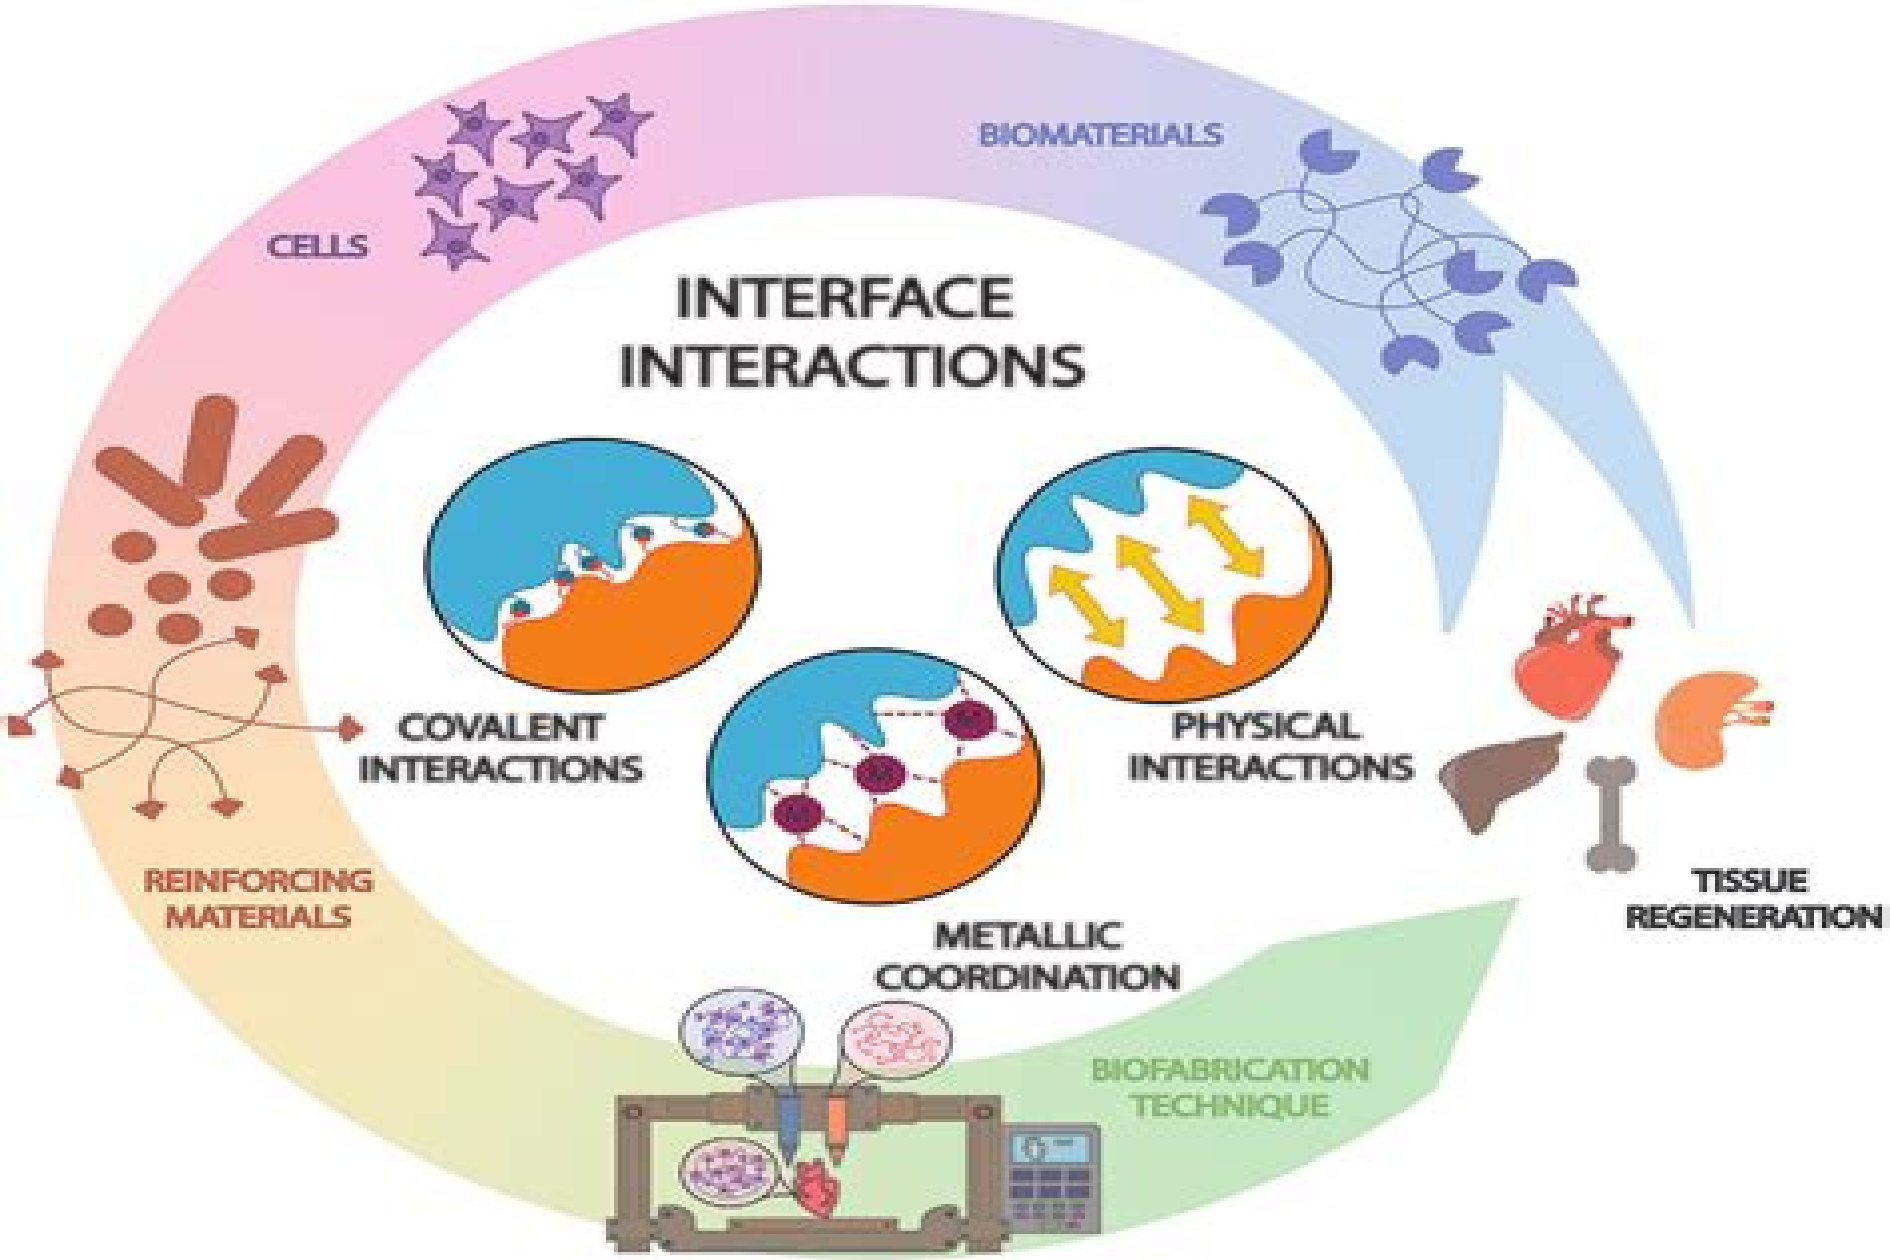 BIOMATERIALS
CELLS
INTERFACE
INTERACTIONS
COVALENT
INTERACTIONS
PHYSICAL
INTERACTIONS
REINFORCING
MATERIALS
TISSUE
REGENERATION
METALLIC
COORDINATION
BIOFABRICATION
TECHNIQUE